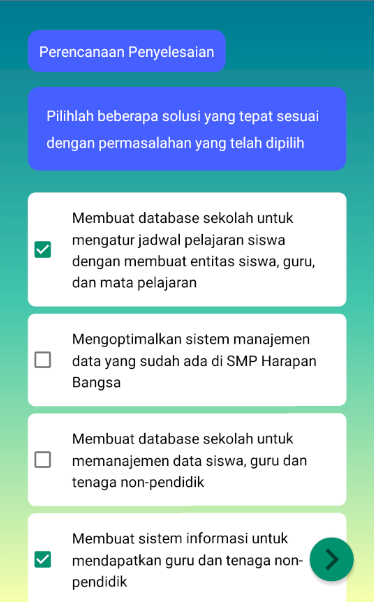 Perencanaan Penyelesaian
Pilihlah beberapa solusi yang tepat sesuai
dengan permasalahan yang telah dipilih
Membuat database sekolah untuk
mengatur jadwal pelajaran siswa
dengan membuat entitas siswa, guru,
dan mata pelajaran
Mengoptimalkan sistem manajemen
data yang sudah ada di SMP Harapan
Bangsa
Membuat database sekolah untuk
memanajemen data siswa, guru dan
tenaga non-pendidik
Membuat sistem informasi untuk
mendapatkan guru dan tenaga non-
pendidik